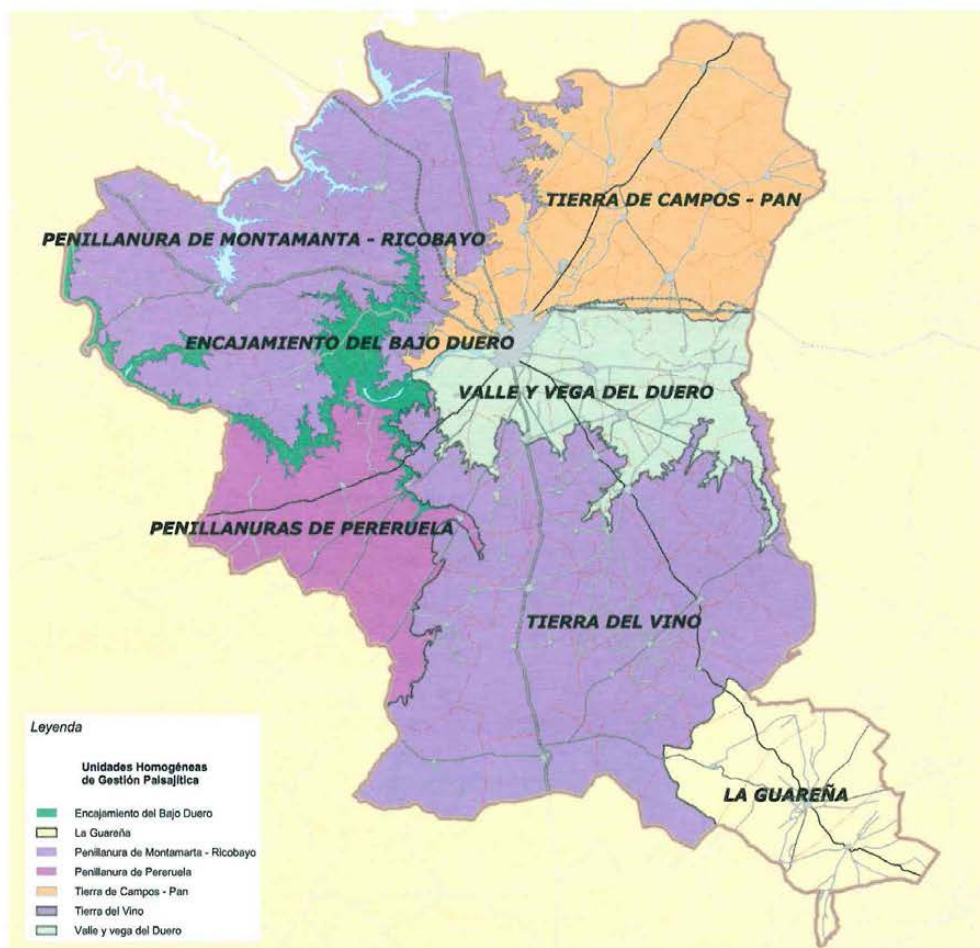 TIERRA DE CAMPOS - PAN
PENILLANURA DE MONTAMANTA - RICOBAYO
ENCAJAMIENTO DEL BAJO DUERO
VALLE Y VEGA DEL DUERO
PENILLANURAS DE PERERUELA
TIERRA DEL VINO
LA GUAREÑA
Leyenda
Unidades Homogéneas
de Gestión Paisajítica
Encajamiento del Bajo Duero
La Guareña
Penillanura de Montamarta - Ricobayo
Penillanura de Pereruela
Tierra de Campos - Pan
Tierra del Vino
Valle y vega del Duero